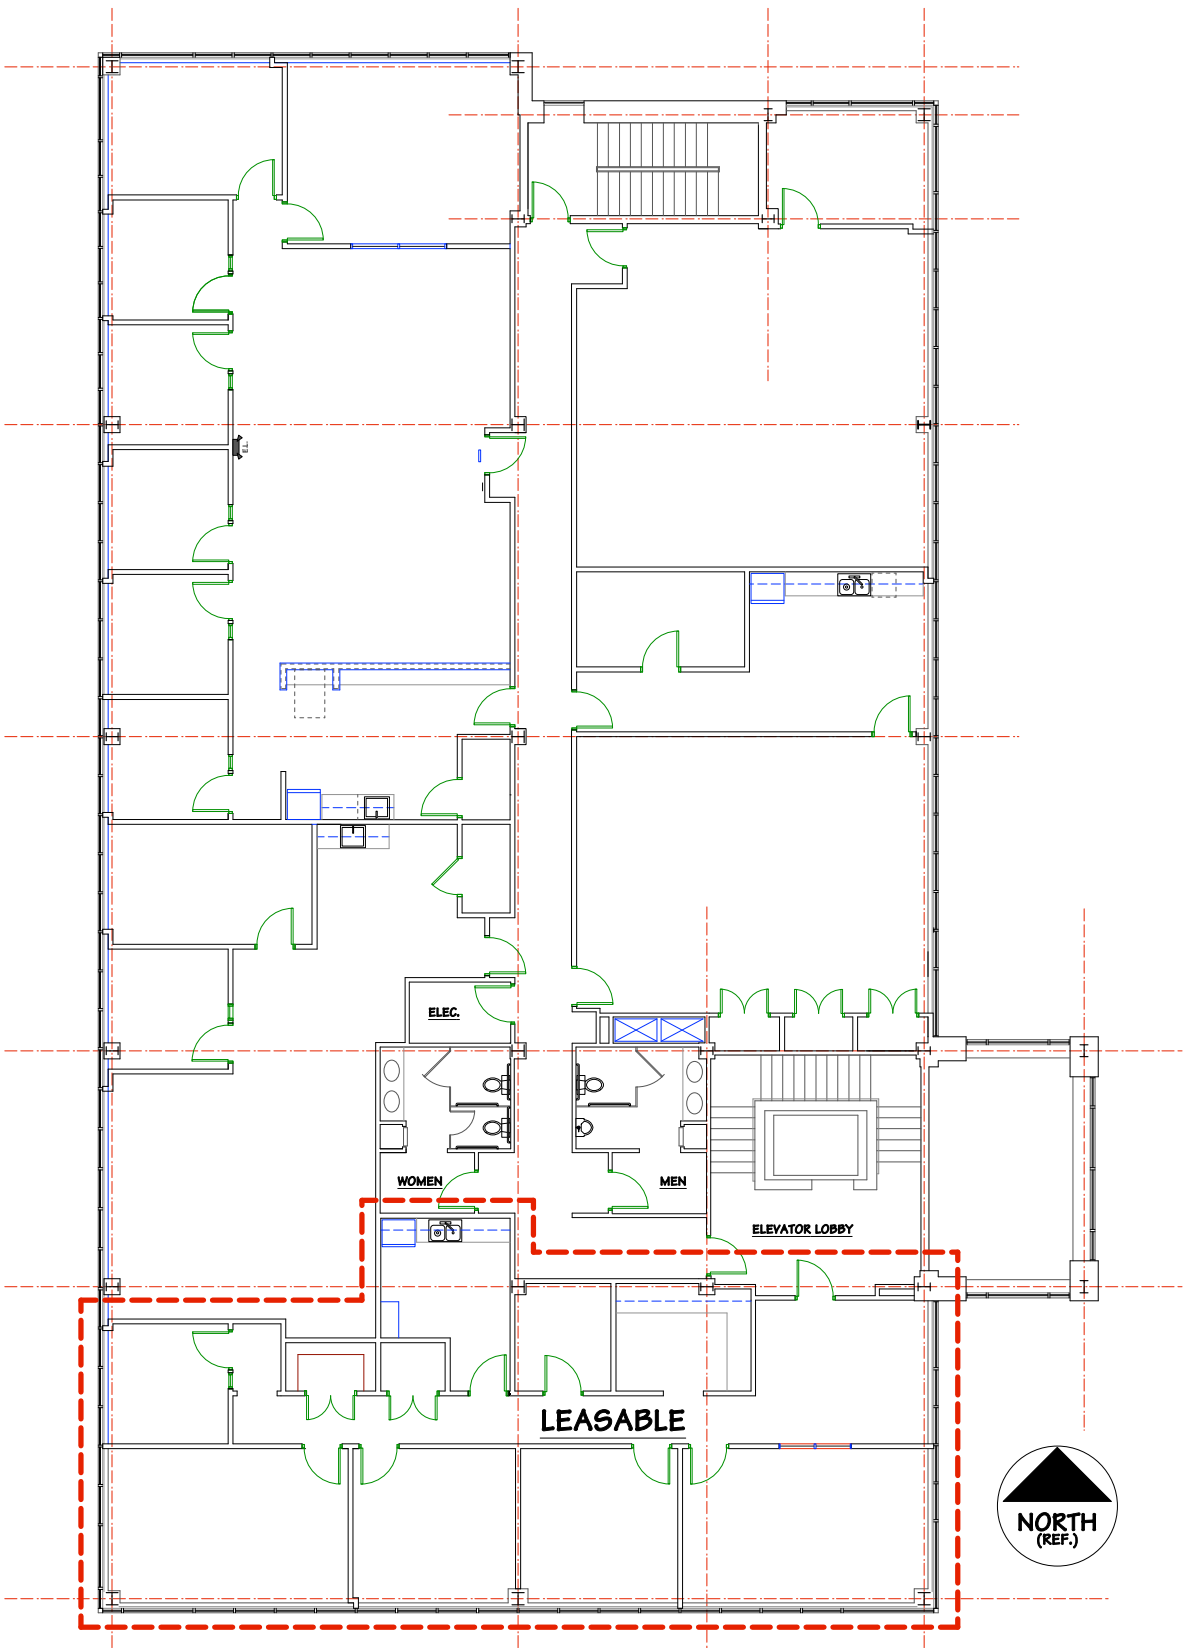 E.L.
ELEC.
WOMEN
MEN
ELEVATOR LOBBY
LEASABLE
NORTH
(REF.)